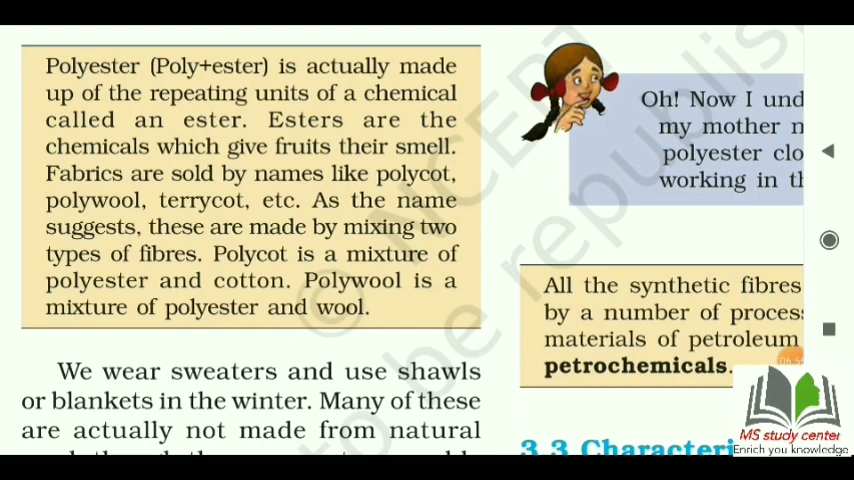 Polyester (Poly+ester) is actually made
up of the repeating units of a chemical
called an ester. Esters are the
chemicals which give fruits their smell.
Fabrics are sold by names like polycot,
polywool, terrycot, etc. As the name
suggests, these are made by mixing two
types of fibres. Polycot is a mixture of
polyester and cotton. Polywool is a
mixture of polyester and wool.
We wear sweaters and use shawls
or blankets in the winter. Many of these
are actually not made from natural
Oh! Now I und
my mother n
polyester clo
working in th
All the synthetic fibres
by a number of proces
materials of petroleum
petrochemicals.
3.3 Characteri
© NCERT
to be republis
MS study center
Enrich you knowledge